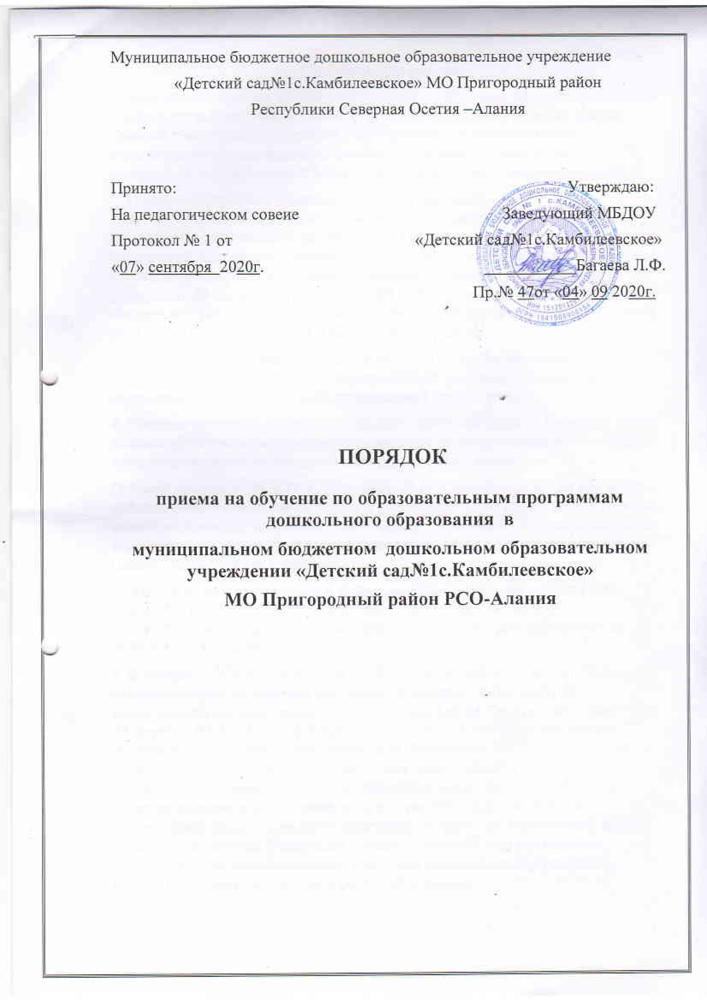 Муниципальное бюджетное дошкольное образовательное учреждение
«Детский сад№1с.Камбилеевское» МО Пригородный район
Республики Северная Осетия –Алания
Принято:
Утверждаю:
На педагогическом совеие
Заведующий МБДОУ
Протокол № 1 от
«Детский сад№1с.Камбилеевское»
«07» сентября 2020г.
Багаева Л.Ф.
Пр.№ 47от «04» 09 2020г.
ПОРЯДОК
приема на обучение по образовательным программам
дошкольного образования в
муниципальном бюджетном дошкольном образовательном
учреждении «Детский сад№1с.Камбилеевское»
МО Пригородный район РСО-Алания